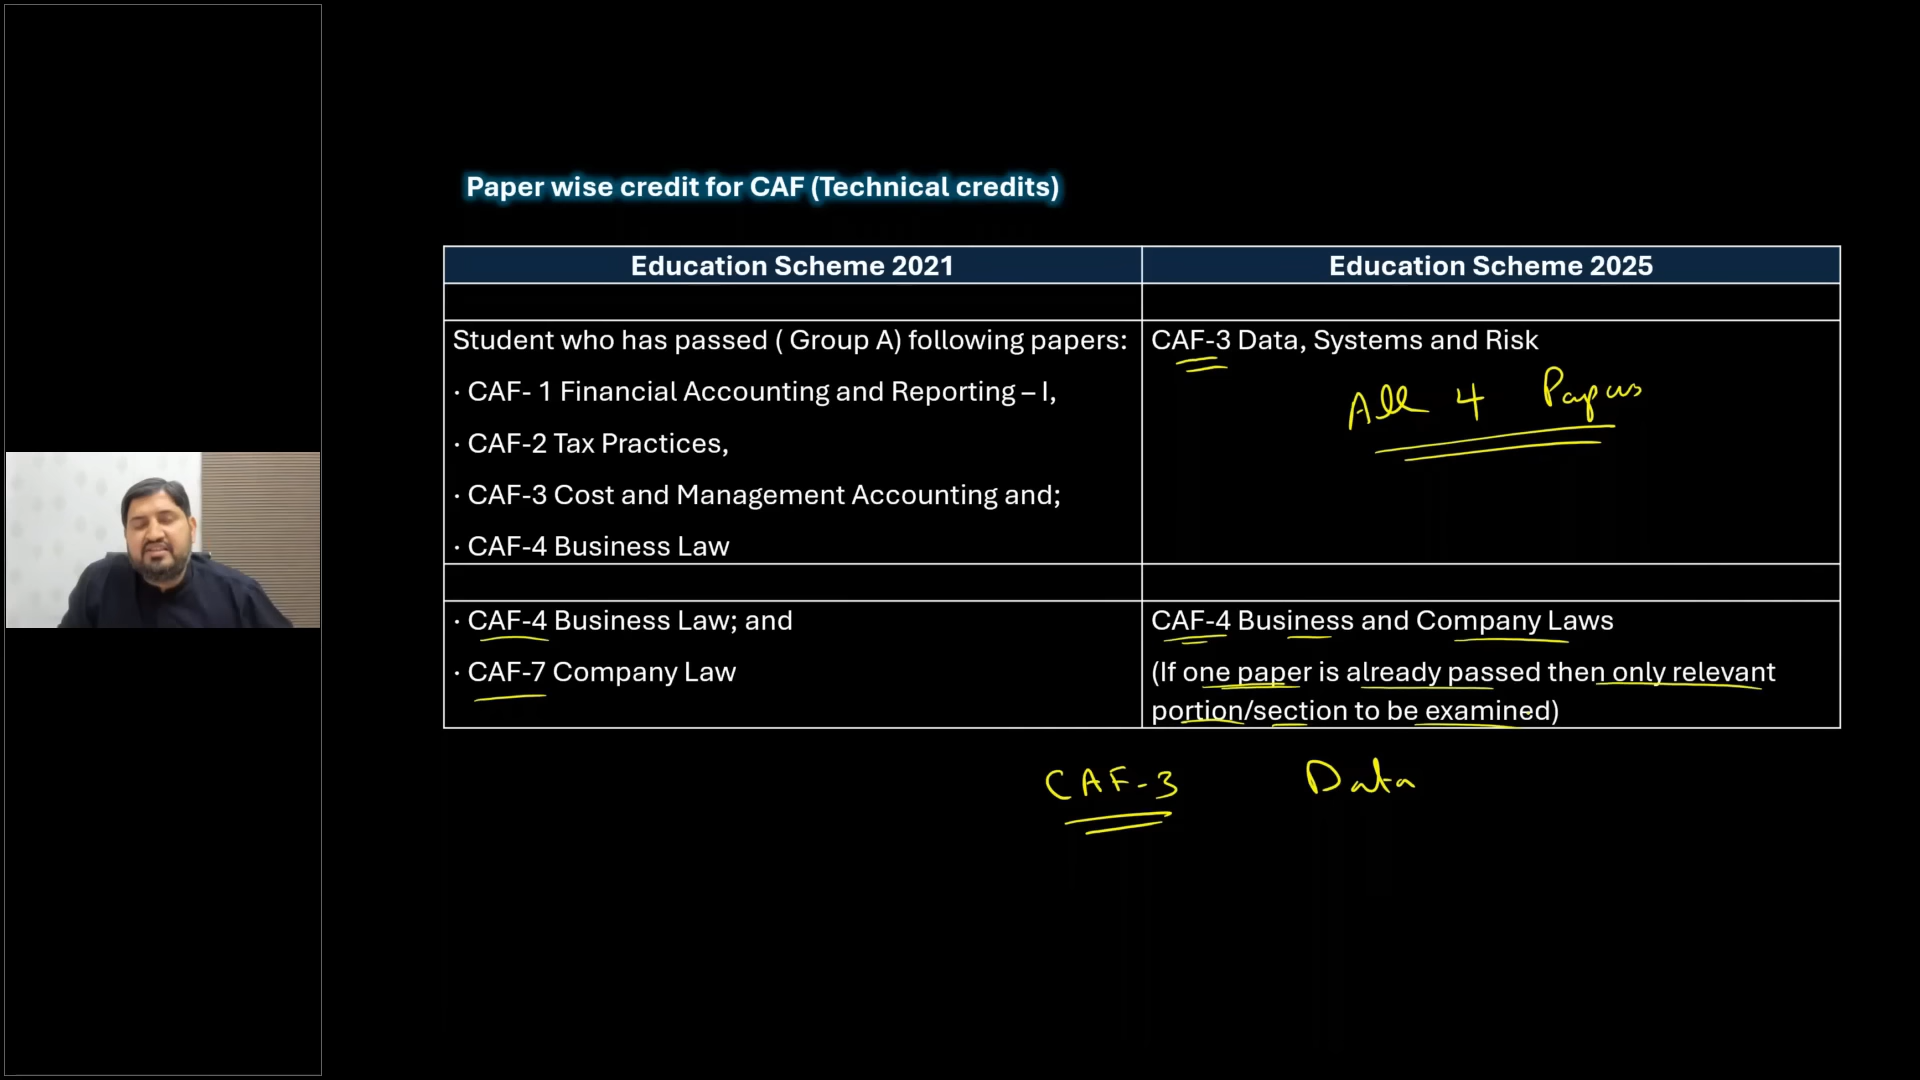 Paper wise credit for CAF (Technical credits)
Education Scheme 2021
Education Scheme 2025
Student who has passed ( Group A) following papers:
· CAF- 1 Financial Accounting and Reporting – I,
· CAF-2 Tax Practices,
· CAF-3 Cost and Management Accounting and;
· CAF-4 Business Law
CAF-3 Data, Systems and Risk
All 4 Papers
· CAF-4 Business Law; and
· CAF-7 Company Law
CAF-4 Business and Company Laws
(If one paper is already passed then only relevant
portion/section to be examined)
CAF-3 Data